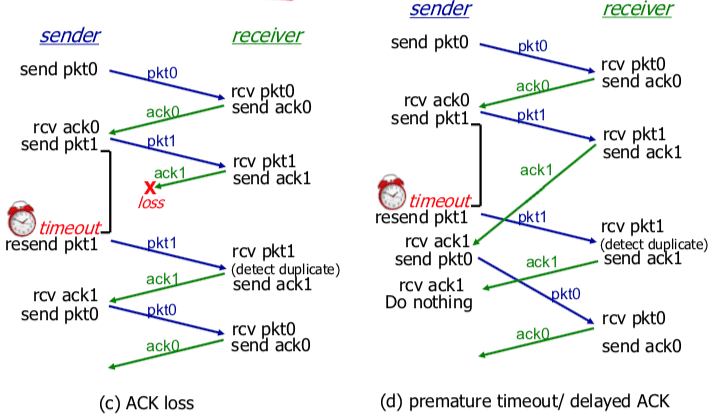 sender
receiver
send pkt0
pkt0
rcv pkt0
send ack0
ack0
rcv ack0
send pkt1
pkt1
rcv pkt1
send ack1
ack1
X
loss
timeout
resend pkt1
pkt1
rcv pkt1
(detect duplicate)
send ack1
ack1
rcv ack1
send pkt0
pkt0
rcv pkt0
send ack0
ack0
(c) ACK loss
sender
receiver
send pkt0
pkt0
rcv pkt0
send ack0
ack0
rcv ack0
send pkt1
pkt1
rcv pkt1
send ack1
ack1
timeout
resend pkt1
pkt1
rcv pkt1
(detect duplicate)
send ack1
rcv ack1
send pkt0
ack1
rcv ack1
Do nothing
pkt0
rcv pkt0
send ack0
ack0
(d) premature timeout/ delayed ACK